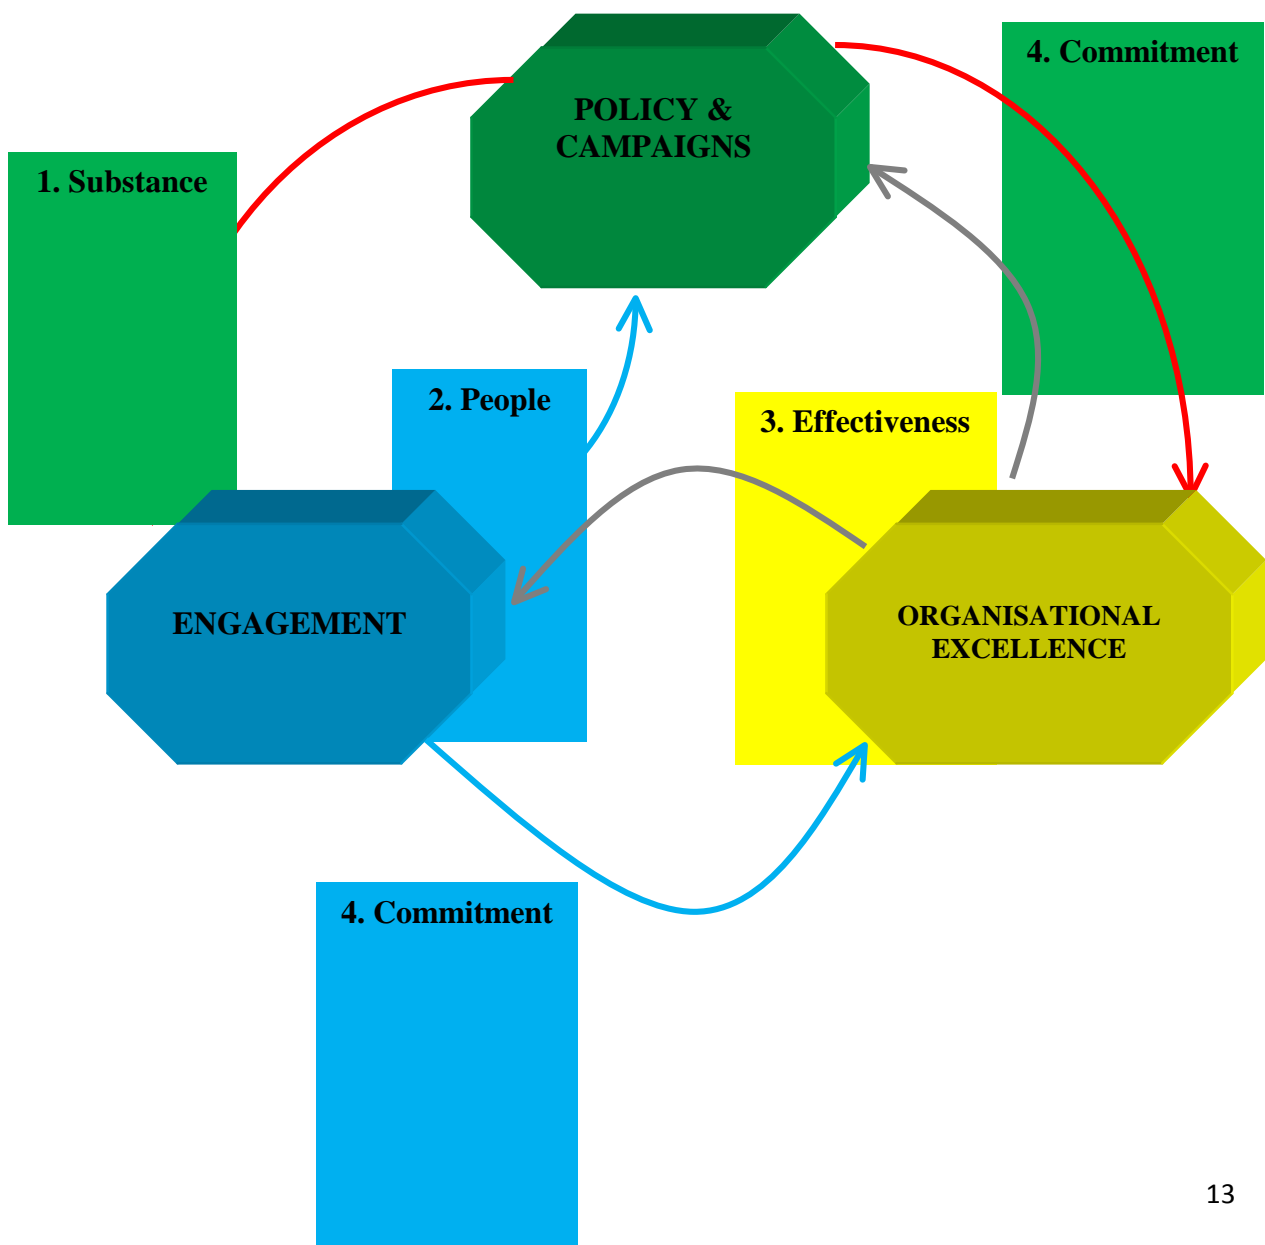 4. Commitment
POLICY &
CAMPAIGNS
1. Substance
2. People
3. Effectiveness
ENGAGEMENT
ORGANISATIONAL
EXCELLENCE
4. Commitment
13